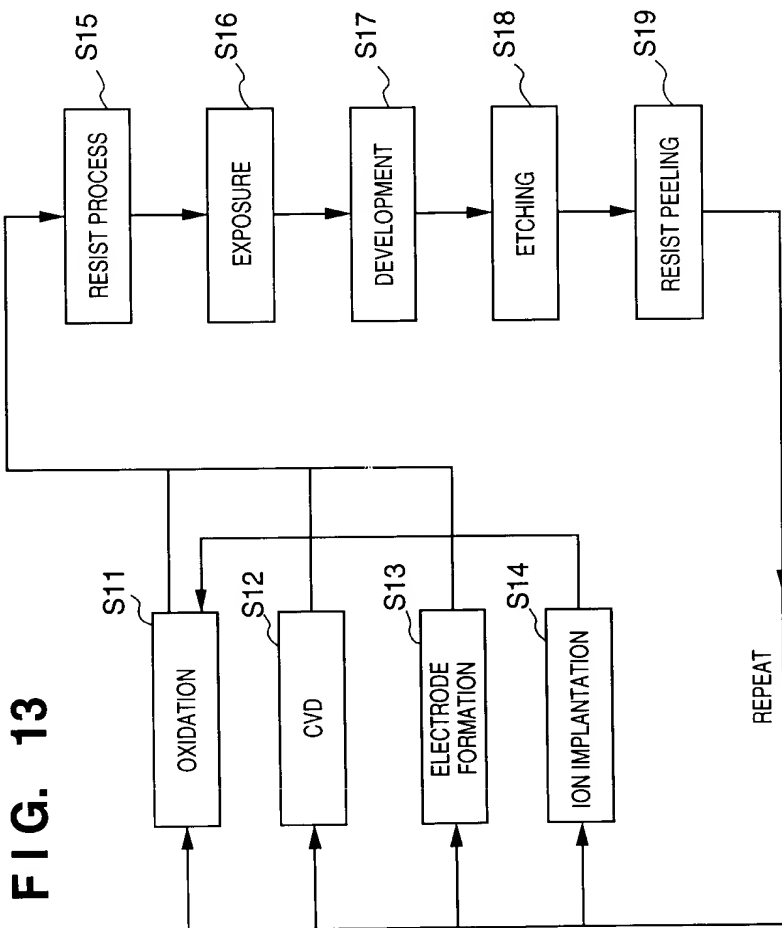 FIG. 13
S11
OXIDATION
S12
CVD
S13
ELECTRODE
FORMATION
S14
ION IMPLANTATION
S15
RESIST PROCESS
S16
EXPOSURE
S17
DEVELOPMENT
S18
ETCHING
S19
RESIST PEELING
REPEAT